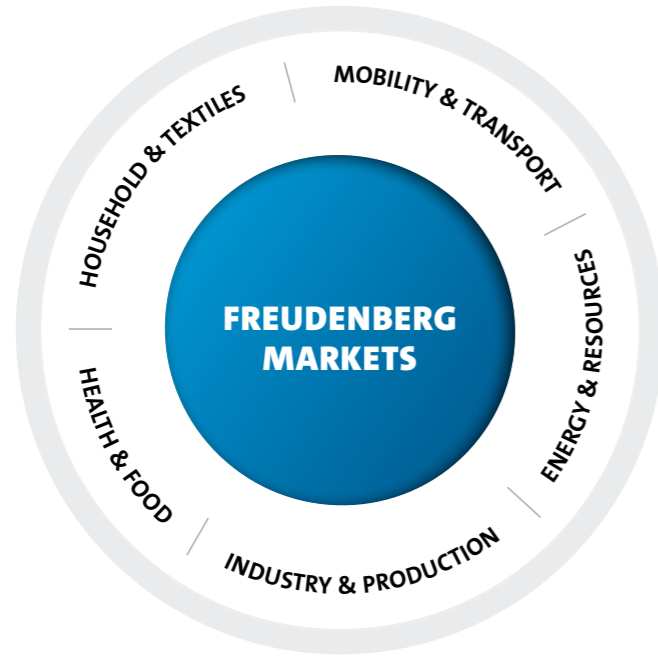 MOBILITY & TRANSPORT
ENERGY & RESOURCES
INDUSTRY & PRODUCTION
HEALTH & FOOD
HOUSEHOLD & TEXTILES
FREUDENBERG
MARKETS